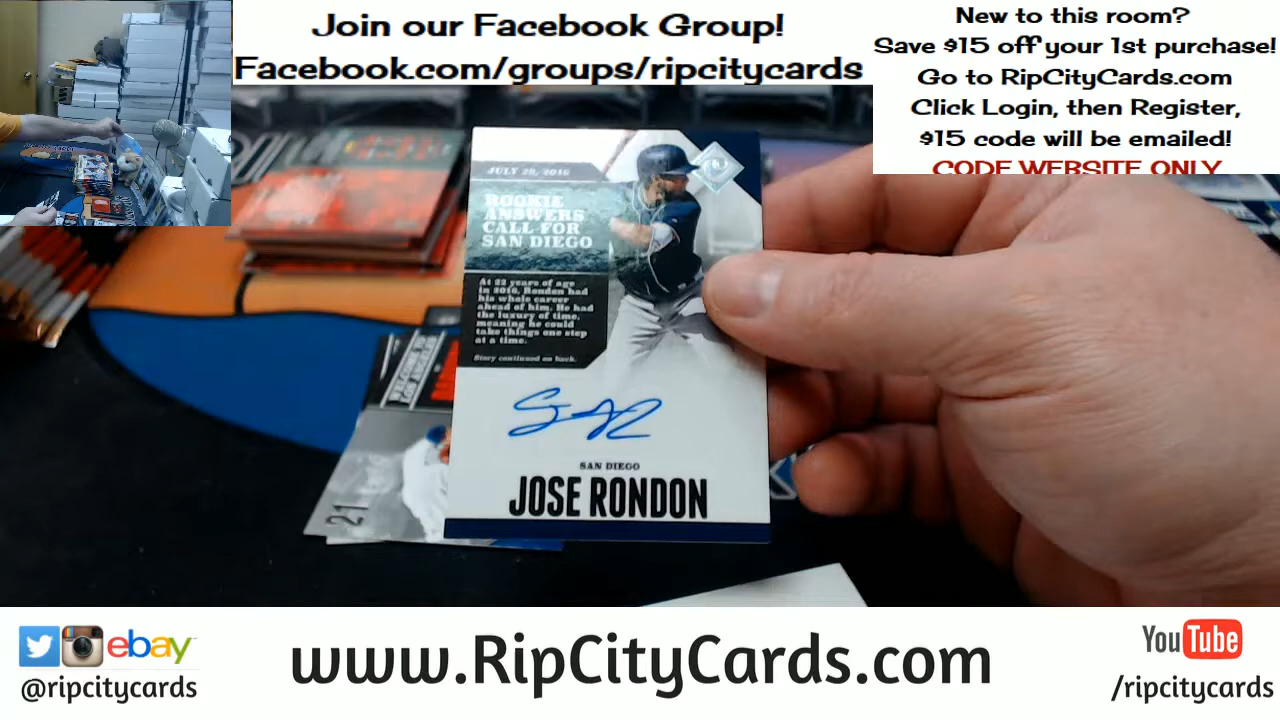 Join our Facebook Group!
Facebook.com/groups/ripcitycards
New to this room?
Save $15 off your 1st purchase!
Go to RipCityCards.com
Click Login, then Register,
$15 code will be emailed!
CODE WEBSITE ONLY
JULY 29, 2016
ROOKIE
ANSWERS
CALL FOR
SAN DIEGO
At 22 years of age
in 2016, Rondon had
his whole career
ahead of him. He had
the luxury of time,
meaning he could
take things one step
at a time.
Story continued on back.
SAN DIEGO
JOSE RONDON
21
ebay
@ripcitycards
www.RipCityCards.com
YouTube
/ripcitycards